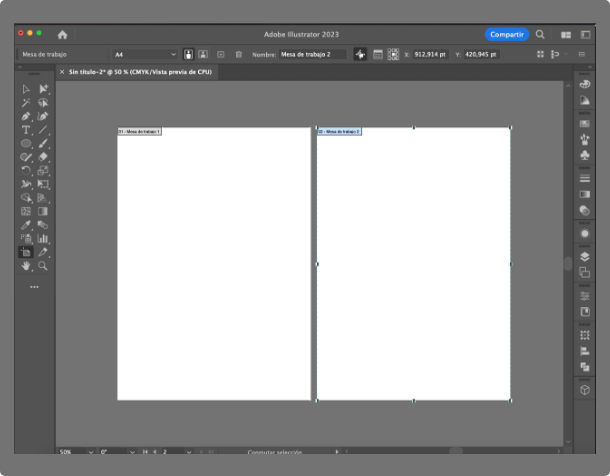 Adobe Illustrator 2023
Compartir
Mesa de trabajo
A4
Nombre: Mesa de trabajo 2
X: 912,914 pt
Y: 420,945 pt
× Sin título-2* @ 50 % (CMYK/Vista previa de CPU)
01 - Mesa de trabajo 1
02 - Mesa de trabajo 2
50%
0°
2
Conmutar selección